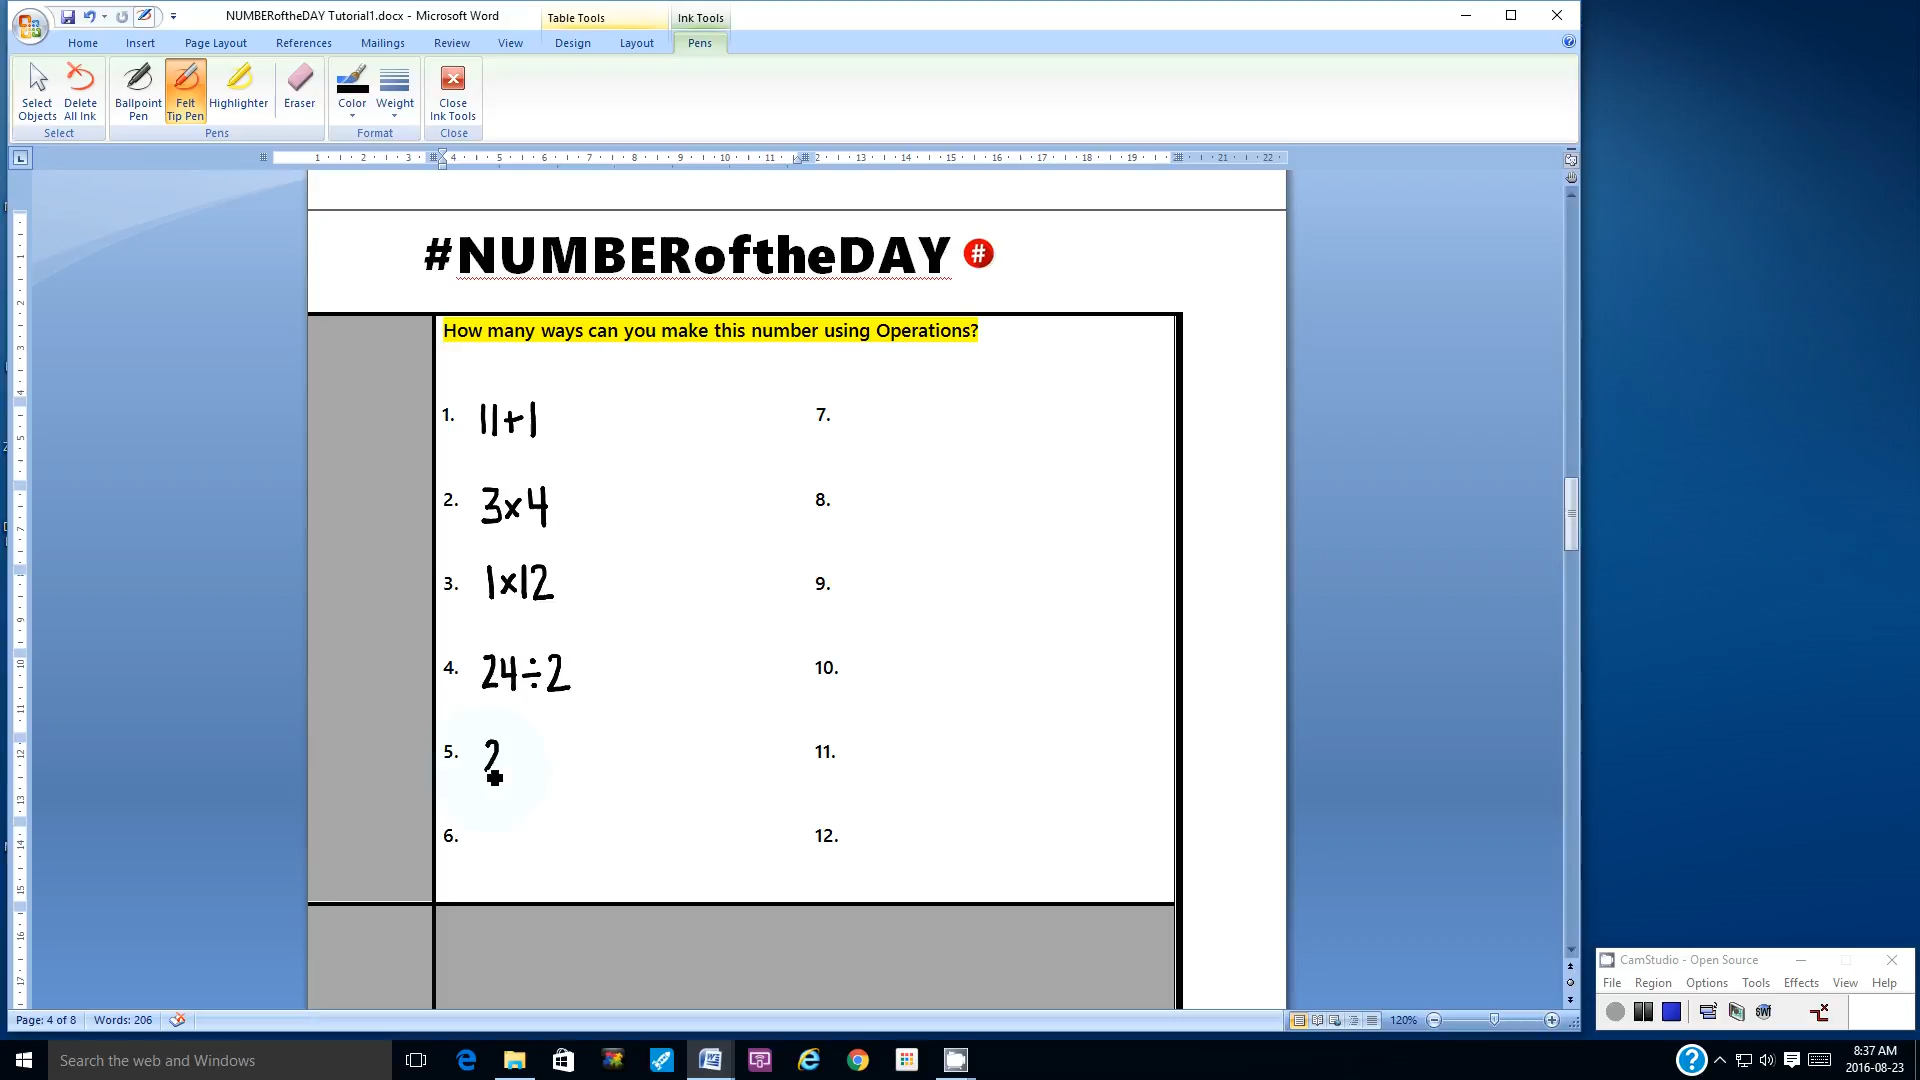 NUMBERoftheDAY Tutorial1.docx - Microsoft Word
Table Tools
Ink Tools
Home
Insert
Page Layout
References
Mailings
Review
View
Design
Layout
Pens
Select Objects
Delete All Ink
Ballpoint Pen
Felt Tip Pen
Highlighter
Eraser
Color
Weight
Close Ink Tools
Select
Pens
Format
Close
#NUMBERoftheDAY #
How many ways can you make this number using Operations?
1. 11+1
2. 3x4
3. 1x12
4. 24÷2
5. 2
6.
7.
8.
9.
10.
11.
12.
CamStudio - Open Source
File Region Options Tools Effects View Help
Page: 4 of 8
Words: 206
120%
Search the web and Windows
8:37 AM
2016-08-23